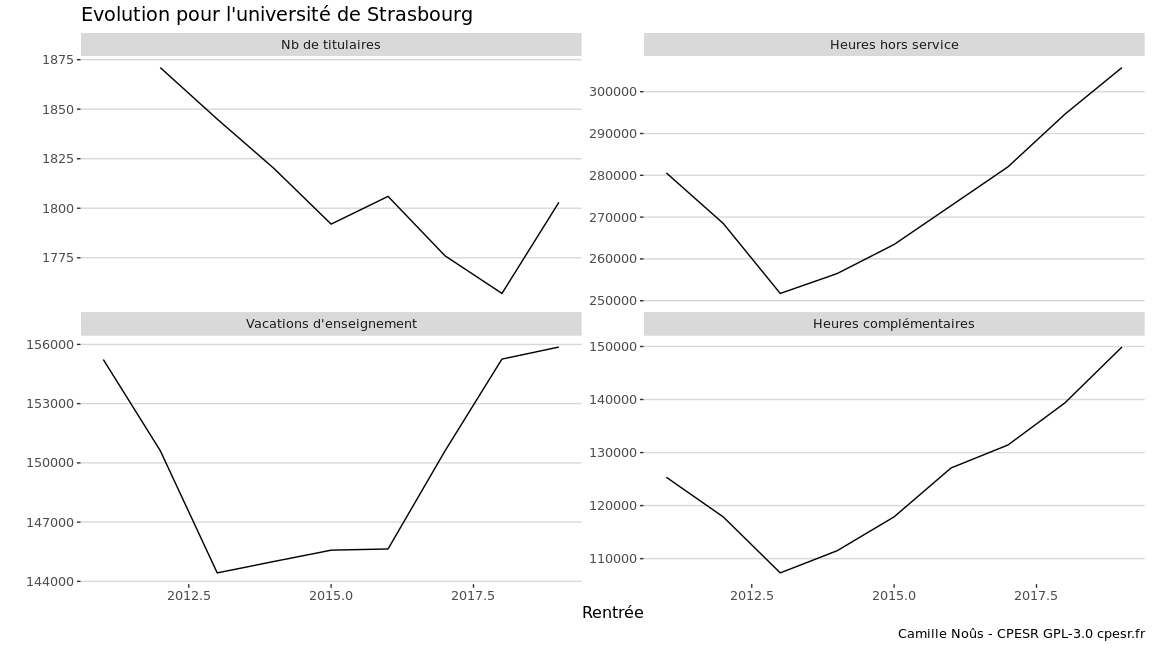 Evolution pour l'université de Strasbourg
Nb de titulaires
1875
1850
1825
1800
1775
Heures hors service
300000
290000
280000
270000
260000
250000
Vacations d'enseignement
156000
153000
150000
147000
144000
2012.5 2015.0 2017.5
Heures complémentaires
150000
140000
130000
120000
110000
2012.5 2015.0 2017.5
Rentrée
Camille Noûs - CPESR GPL-3.0 cpesr.fr